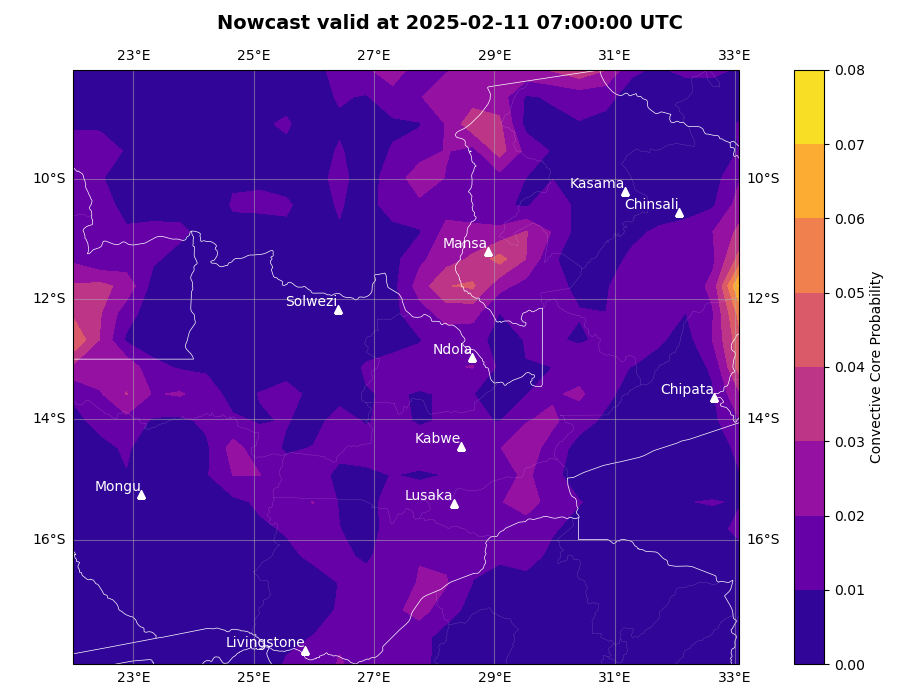 Nowcast valid at 2025-02-11 07:00:00 UTC
23°E 25°E 27°E 29°E 31°E 33°E
0.08
0.07
0.06
0.05
0.04
0.03
0.02
0.01
0.00
Convective Core Probability
10°S 10°S
12°S 12°S
14°S 14°S
16°S 16°S
Kasama
Chinsali
Mansa
Solwezi
Ndola
Chipata
Kabwe
Mongu
Lusaka
Livingstone
23°E 25°E 27°E 29°E 31°E 33°E